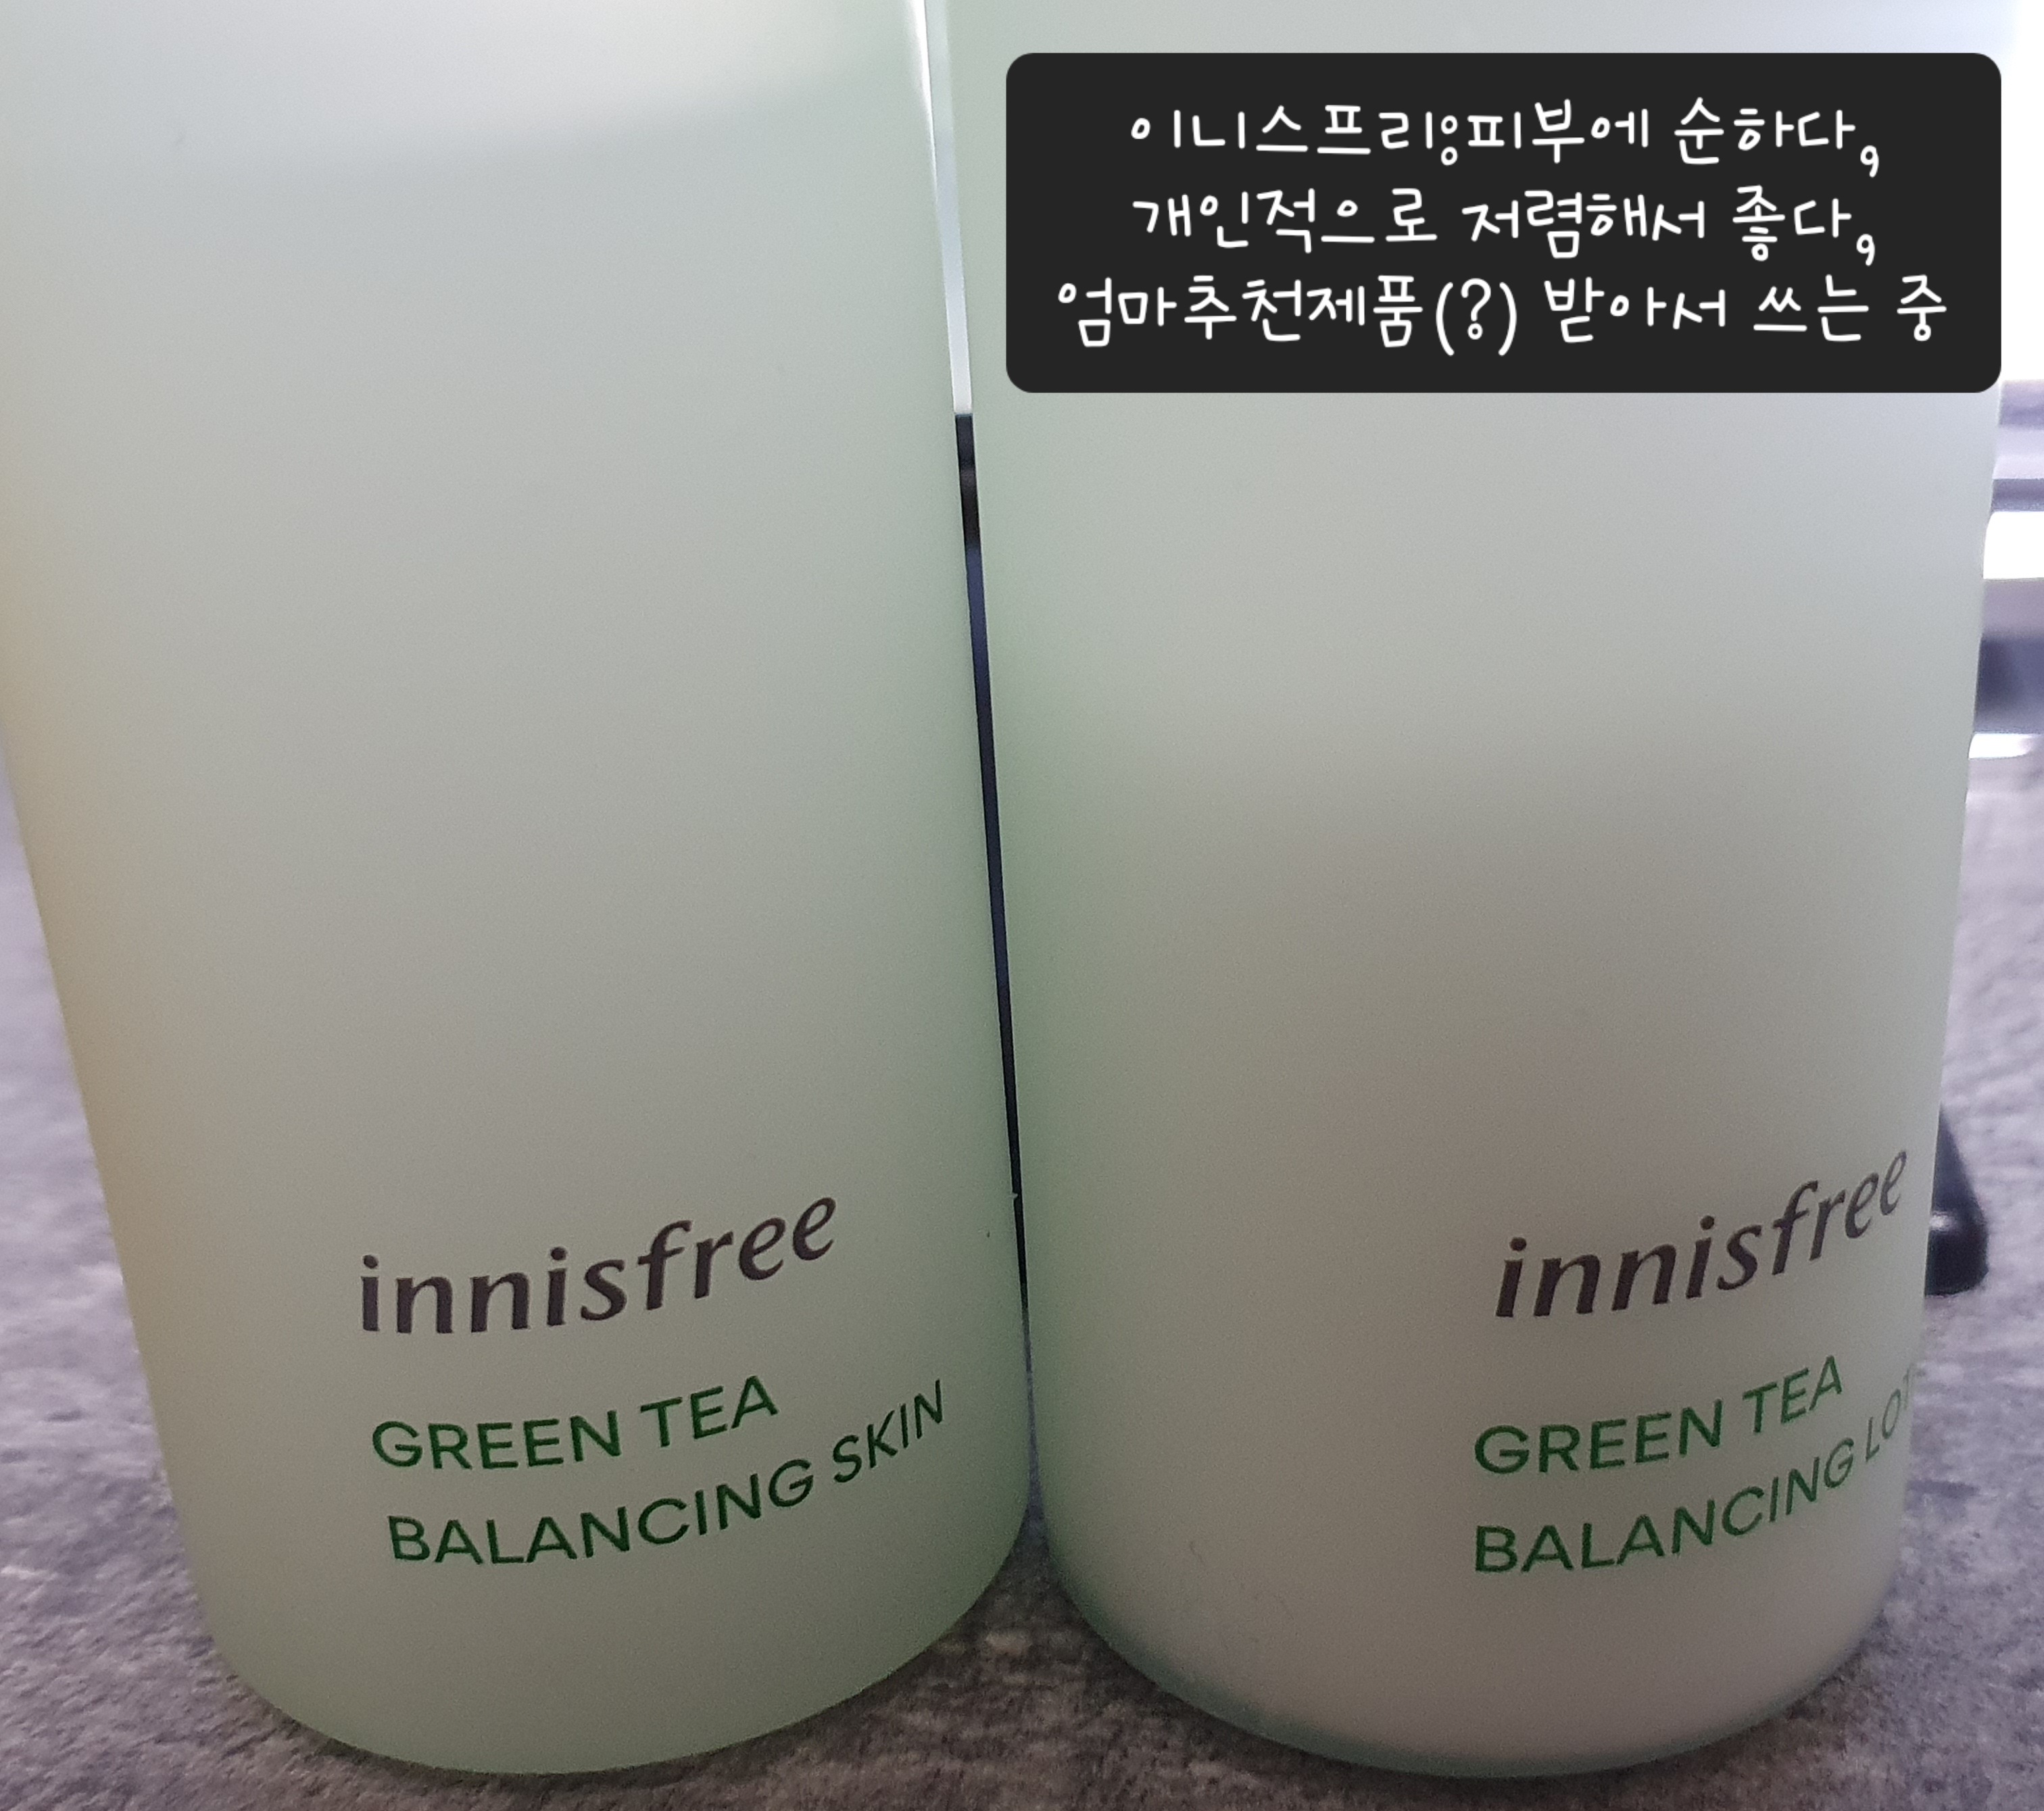 이니스프리:피부에 순하다,
개인적으로 저렴해서 좋다,
엄마추천제품(?) 받아서 쓰는 중
innisfree
GREEN TEA
BALANCING SKIN
innisfree
GREEN TEA
BALANCING